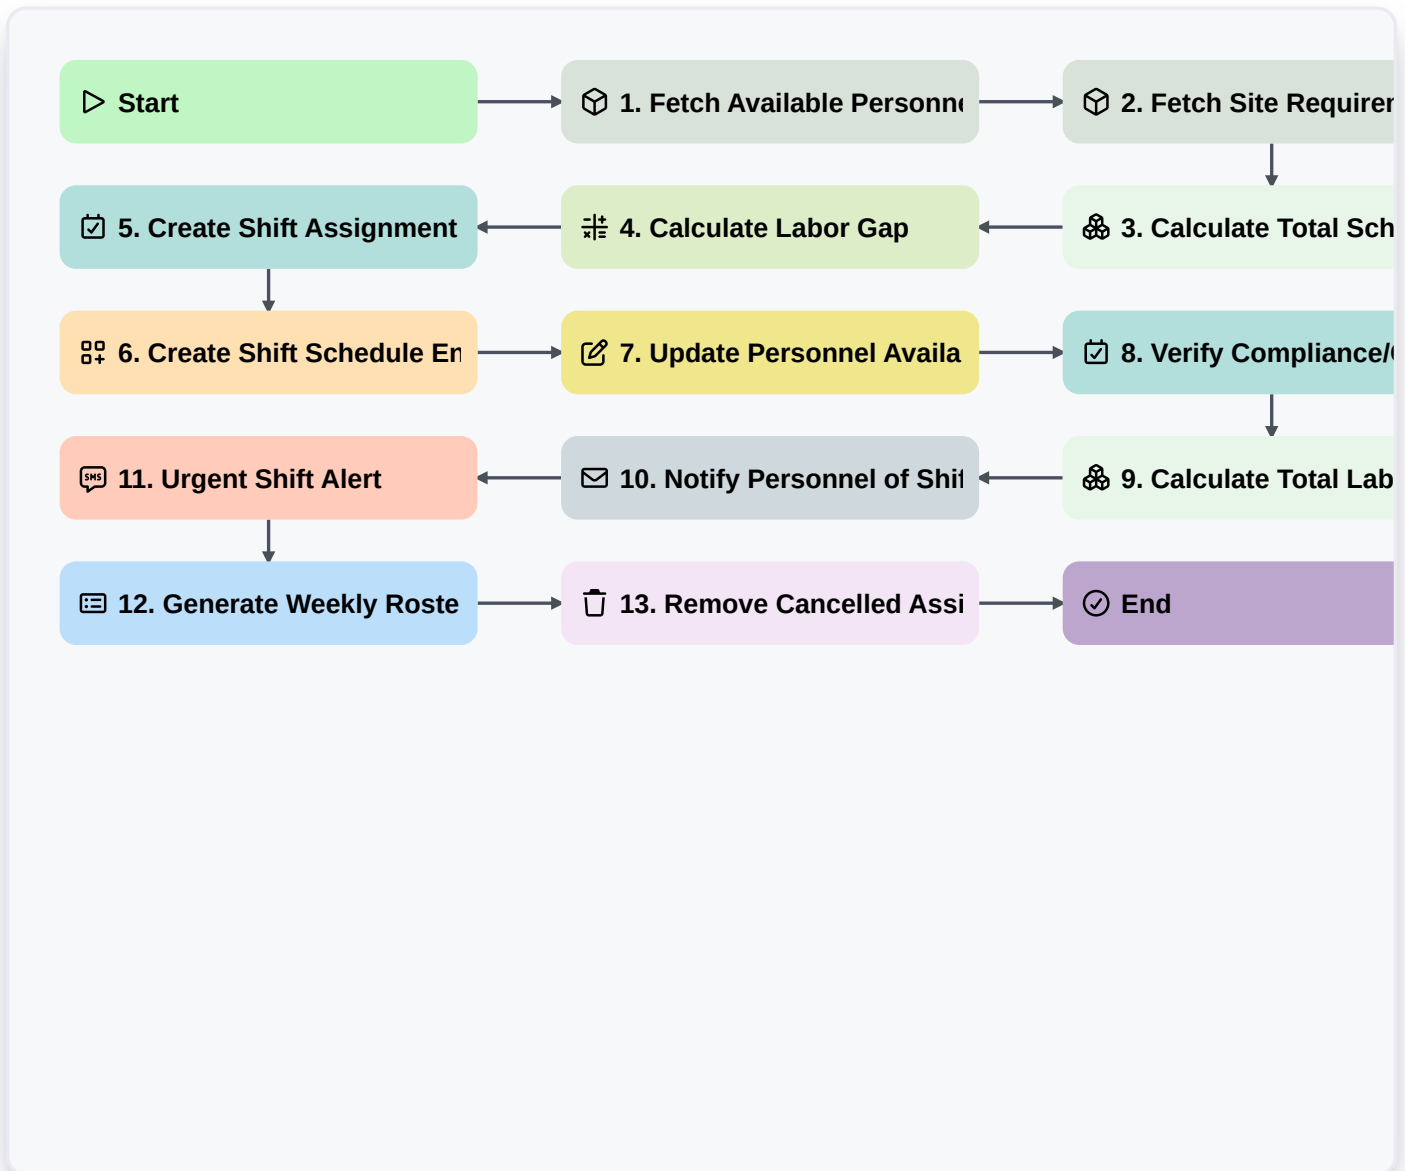 Start
1. Fetch Available Personne
2. Fetch Site Requirer
5. Create Shift Assignment
4. Calculate Labor Gap
3. Calculate Total Sch
6. Create Shift Schedule En
7. Update Personnel Availa
8. Verify Compliance/
11. Urgent Shift Alert
SMS
10. Notify Personnel of Shif
9. Calculate Total Lab
12. Generate Weekly Roste
13. Remove Cancelled Assi
End